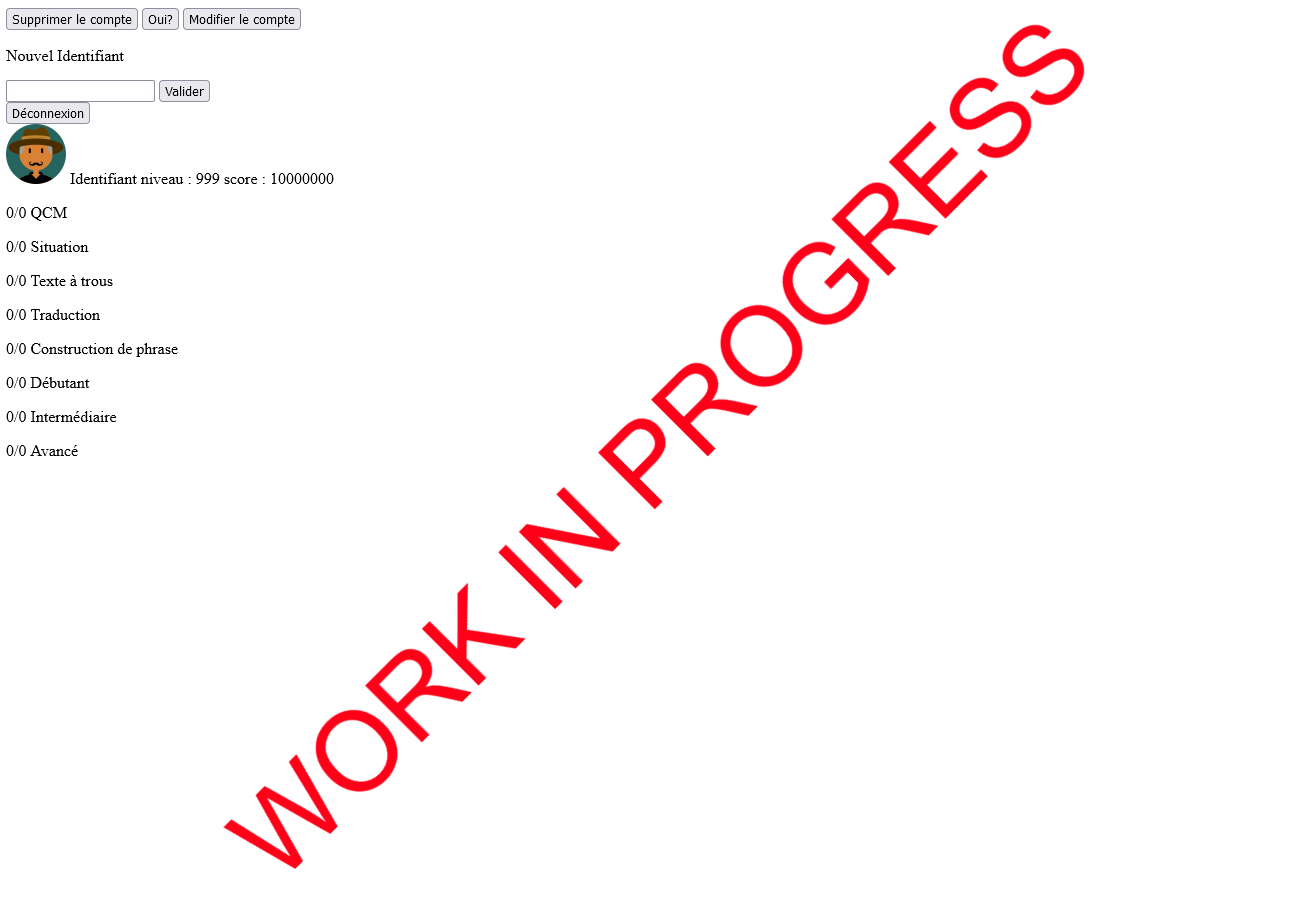 Supprimer le compte Oui? Modifier le compte
Nouvel Identifiant
Valider
Déconnexion
Identifiant niveau : 999 score : 10000000
0/0 QCM
0/0 Situation
0/0 Texte à trous
0/0 Traduction
0/0 Construction de phrase
0/0 Débutant
0/0 Intermédiaire
0/0 Avancé
WORK IN PROGRESS